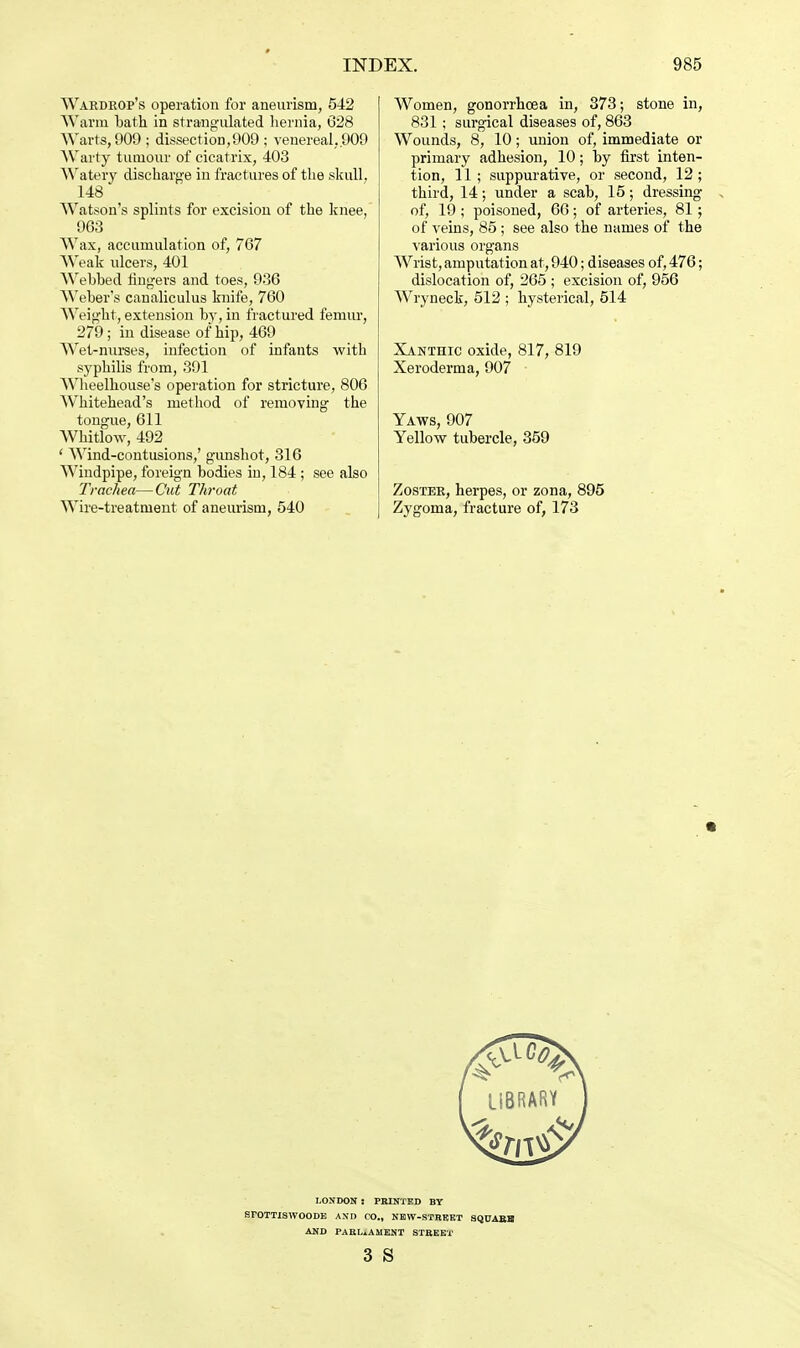 INDEX. 985
WARDROP'S operation for aneurism, 542
Warm bath in strangulated hernia, 628
Warts, 909 ; dissection, 909 ; venereal, 909
Warty tumour of cicatrix, 403
Watery discharge in fractures of the skull,
148
Watson's splints for excision of the knee,
963
Wax, accumulation of, 767
Weak ulcers, 401
Webbed fingers and toes, 936
Weber's canaliculus knife, 760
Weight, extension by, in fractured femur,
279 ; in disease of hip, 469
Wet-nurses, infection of infants with
syphilis from, 391
Wheelhouse's operation for stricture, 806
Whitehead's method of removing the
tongue, 611
Whitlow, 492
‘ Wind-contusions,’ gunshot, 316
Windpipe, foreign bodies in, 184 ; see also
Trachea—Cut Throat
Wire-treatment of aneurism, 540
Women, gonorrhœa in, 373 ; stone in,
831 ; surgical diseases of, 863
Wounds, 8, 10 ; union of, immediate or
primary adhesion, 10 ; by first inten-
tion, 11 ; suppurative, or second, 12 ;
third, 14 ; under a scab, 15 ; dressing
of, 19 ; poisoned, 66 ; of arteries, 81 ;
of veins, 85 ; see also the names of the
various organs
Wrist, amputation at, 940 ; diseases of, 476 ;
dislocation of, 265 ; excision of, 956
Wryneck, 512 ; hysterical, 514
XANTHIC oxide, 817, 819
Xeroderma, 907
YAWS, 907
Yellow tubercle, 359
ZOSTER, herpes, or zona, 895
Zygoma, fracture of, 173
LIBRARY
LONDON : PRINTED BY
SPOTTISWOODE AND CO., NEW-STREET SQUARE
AND PARLIAMENT STREET
3 S